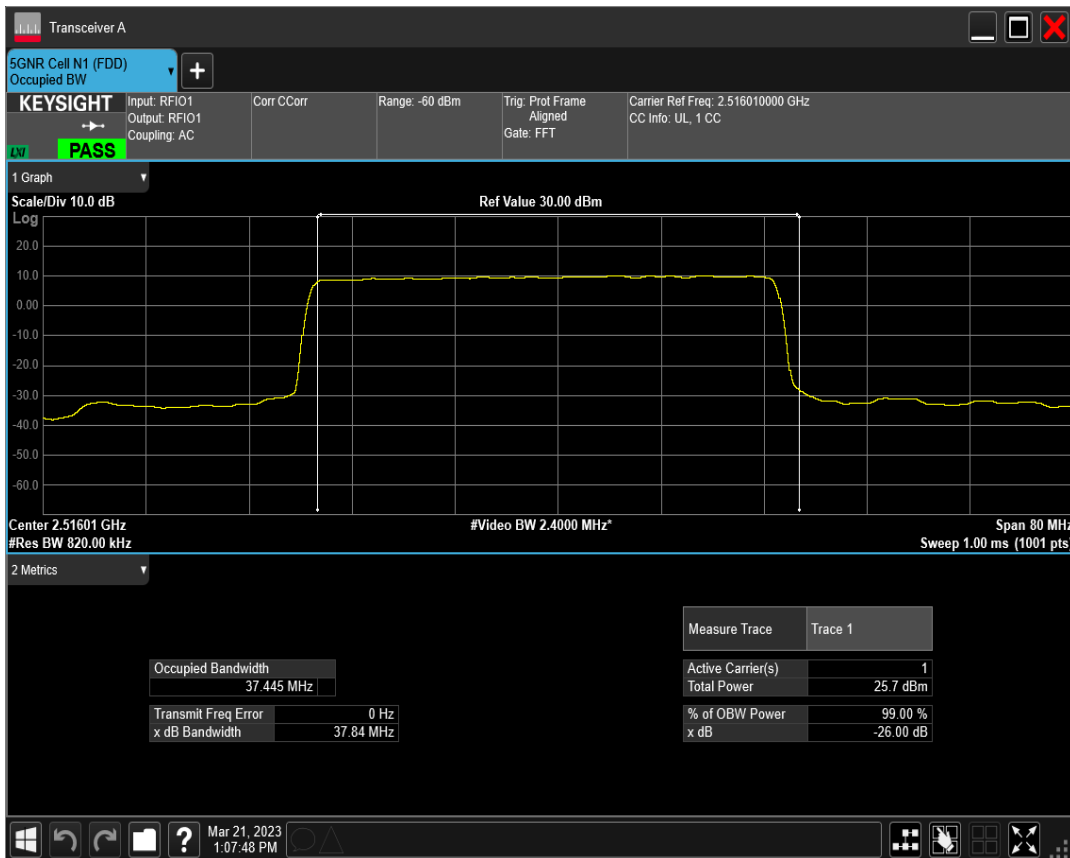 Transceiver A
5GNR Cell N1 (FDD)
Occupied BW
+
KEYSIGHT
LXI
PASS
Input: RFIO1
Output: RFIO1
Coupling: AC
Corr CCorr
Range: -60 dBm
Trig: Prot Frame
Aligned
Gate: FFT
Carrier Ref Freq: 2.516010000 GHz
CC Info: UL, 1 CC
1 Graph
Scale/Div 10.0 dB
Ref Value 30.00 dBm
Log
20.0
10.0
0.00
-10.0
-20.0
-30.0
-40.0
-50.0
-60.0
Center 2.51601 GHz
#Video BW 2.4000 MHz*
Span 80 MHz
#Res BW 820.00 kHz
Sweep 1.00 ms (1001 pts)
2 Metrics
Measure Trace Trace 1
Occupied Bandwidth
37.445 MHz
Active Carrier(s) 1
Total Power 25.7 dBm
Transmit Freq Error 0 Hz
x dB Bandwidth 37.84 MHz
% of OBW Power 99.00 %
x dB -26.00 dB
?
Mar 21, 2023
1:07:48 PM